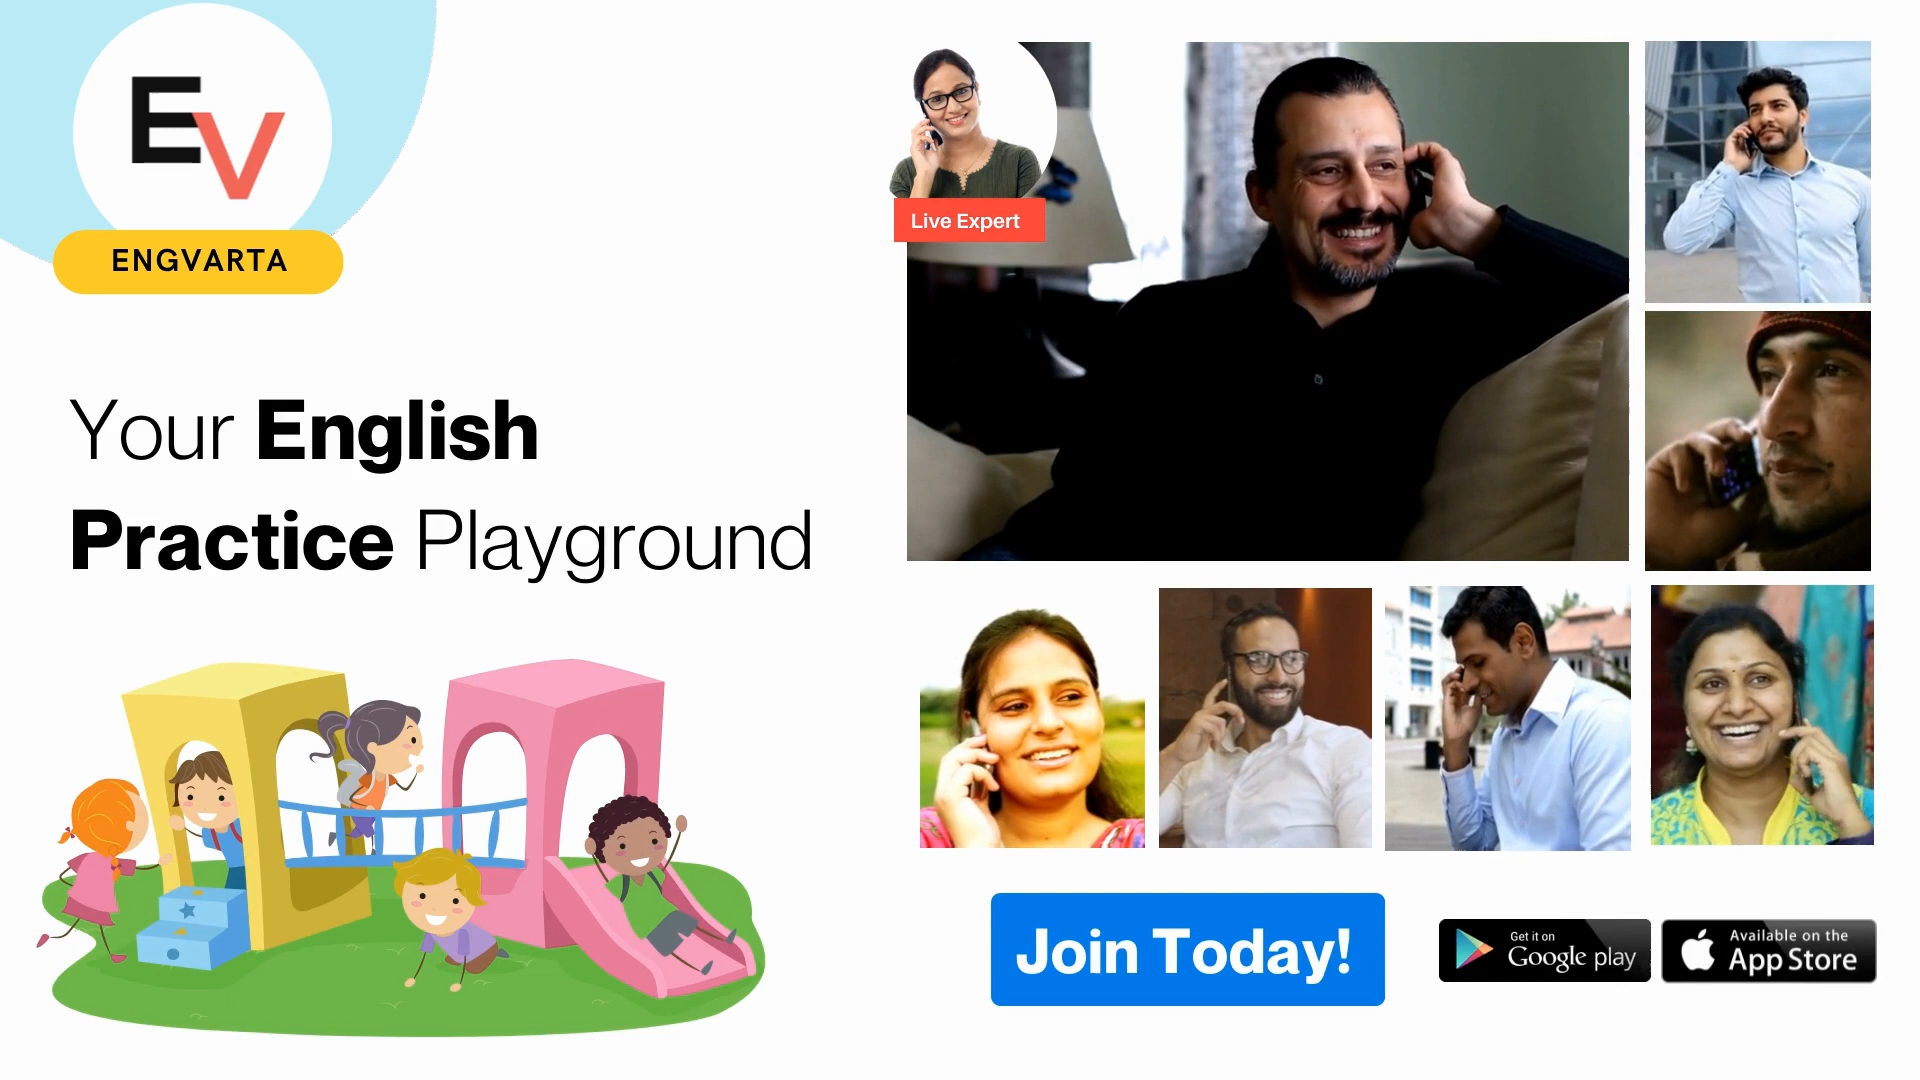 EV
ENGVARTA
Your English
Practice Playground
Live Expert
Join Today!
Get it on
Google play
Available on the
App Store